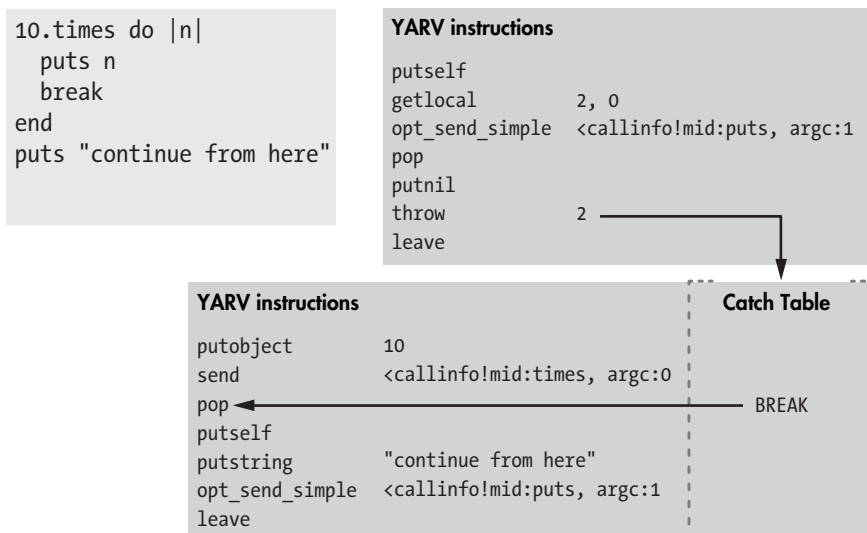 10.times do |n|
  puts n
  break
end
puts "continue from here"
YARV instructions
putself
getlocal 2, 0
opt_send_simple <callinfo!mid:puts, argc:1
pop
putnil
throw 2
leave
YARV instructions
putobject 10
send <callinfo!mid:times, argc:0
pop
putself
putstring "continue from here"
opt_send_simple <callinfo!mid:puts, argc:1
leave
Catch Table
BREAK